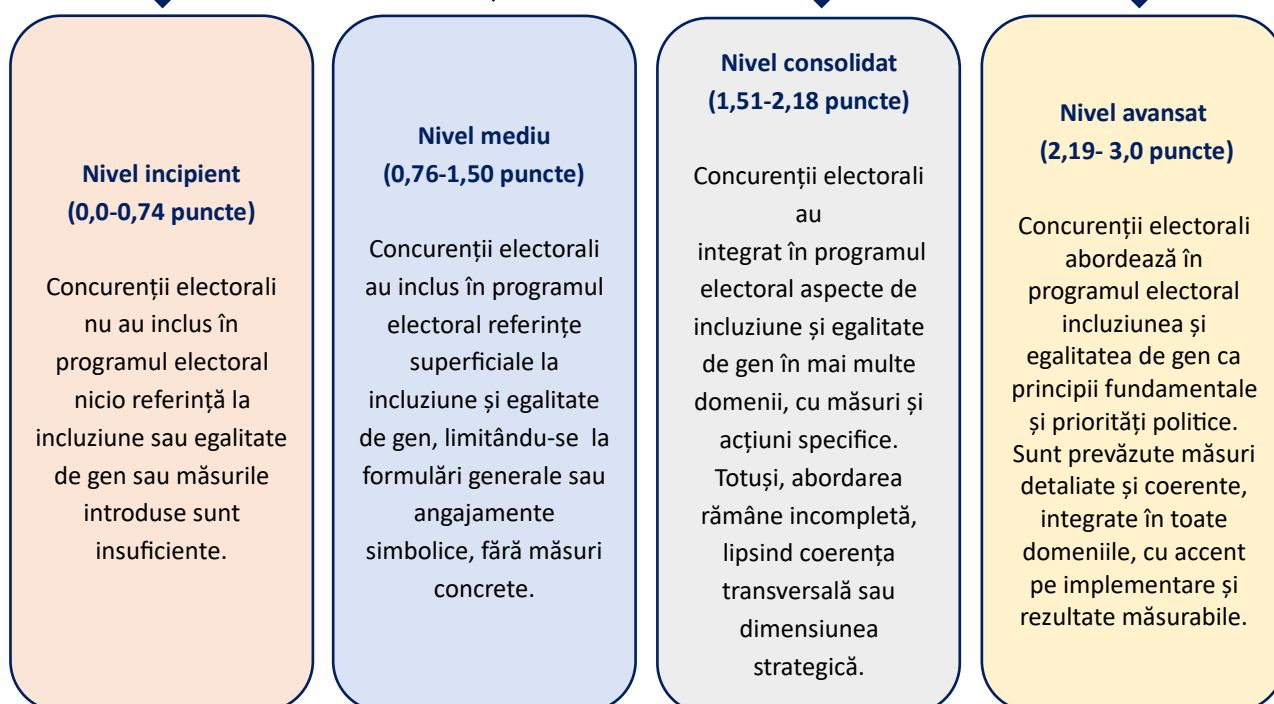 Nivel incipient
(0,0-0,74 puncte)
Concurenții electorali
nu au inclus în
programul electoral
nicio referință la
incluziune sau egalitate
de gen sau măsurile
introduse sunt
insuficiente.
Nivel mediu
(0,76-1,50 puncte)
Concurenții electorali
au inclus în programul
electoral referințe
superficiale la
incluziune și egalitate
de gen, limitându-se la
formulări generale sau
angajamente
simbolice, fără măsuri
concrete.
Nivel consolidat
(1,51-2,18 puncte)
Concurenții electorali
au
integrat în programul
electoral aspecte de
incluziune și egalitate
de gen în mai multe
domenii, cu măsuri și
acțiuni specifice.
Totuși, abordarea
rămâne incompletă,
lipsind coerența
transversală sau
dimensiunea
strategică.
Nivel avansat
(2,19- 3,0 puncte)
Concurenții electorali
abordează în
programul electoral
incluziunea și
egalitatea de gen ca
principii fundamentale
și priorități politice.
Sunt prevăzute măsuri
detaliate și coerente,
integrate în toate
domeniile, cu accent
pe implementare și
rezultate măsurabile.